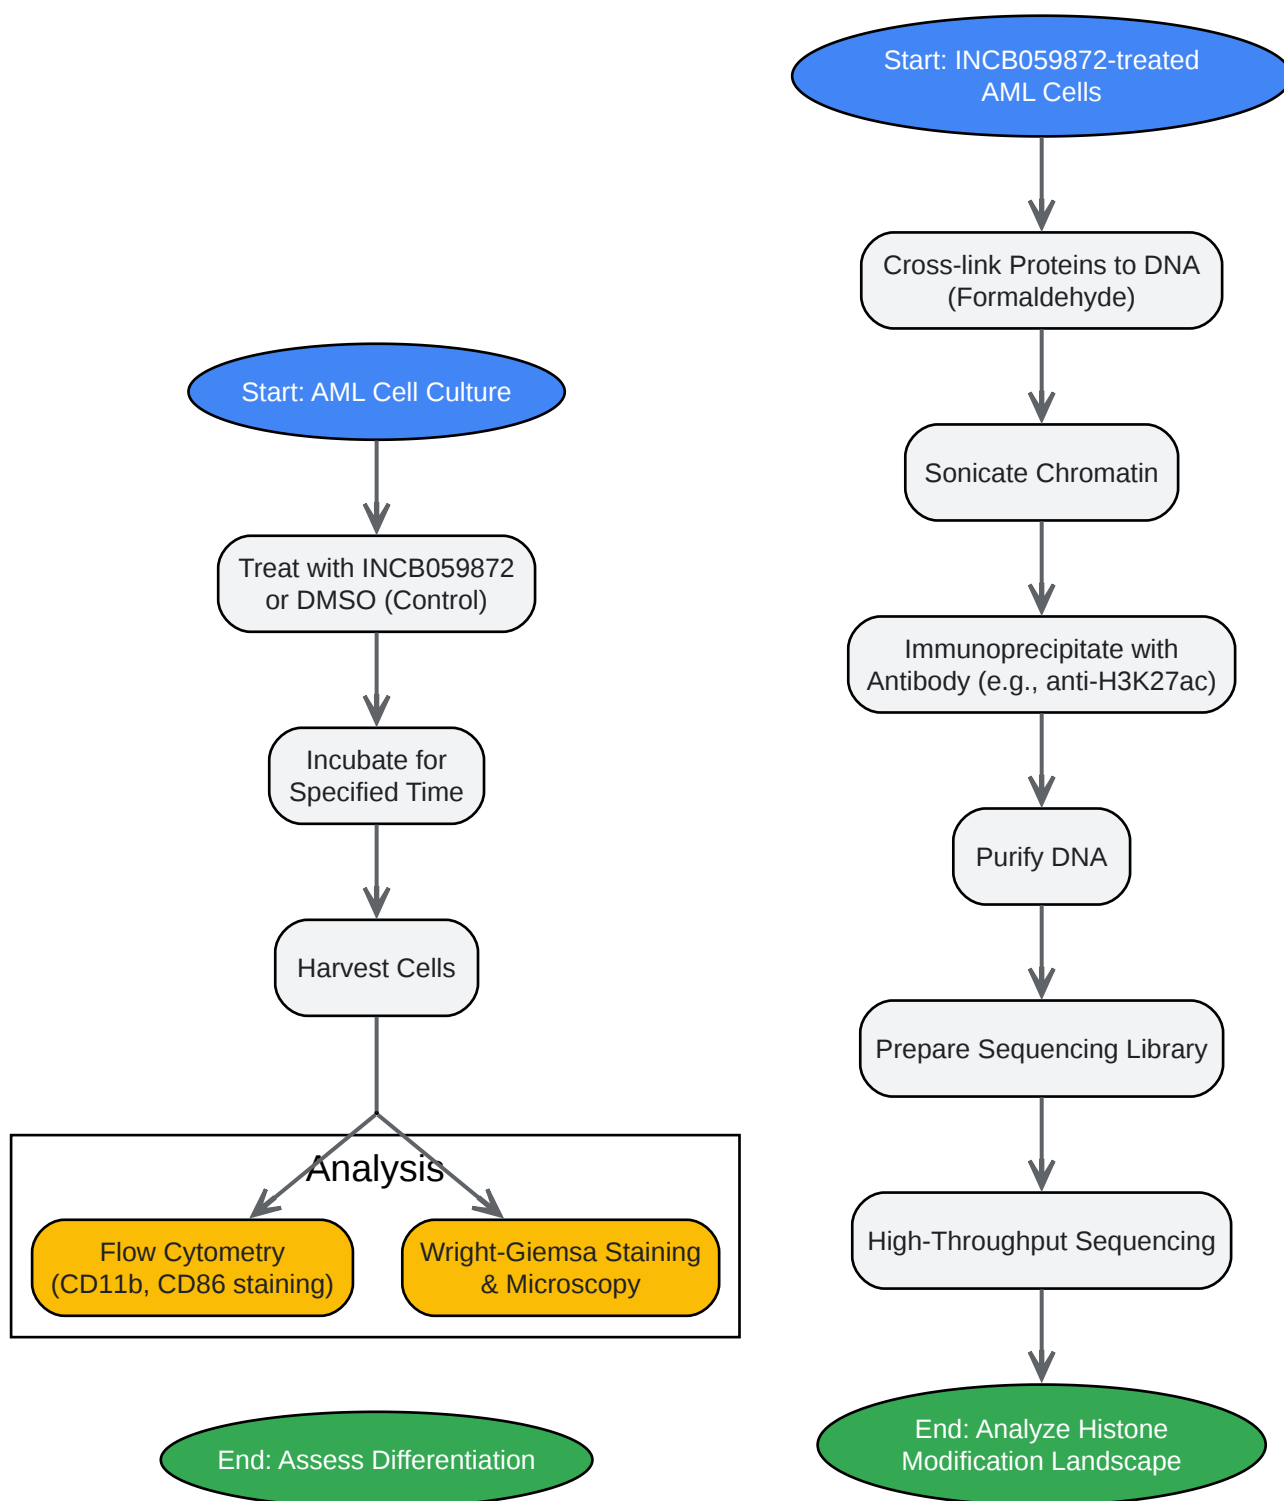 Start: AML Cell Culture
Treat with INCB059872
or DMSO (Control)
Incubate for
Specified Time
Harvest Cells
Analysis
Flow Cytometry
(CD11b, CD86 staining)
Wright-Giemsa Staining
& Microscopy
End: Assess Differentiation
Start: INCB059872-treated
AML Cells
Cross-link Proteins to DNA
(Formaldehyde)
Sonicate Chromatin
Immunoprecipitate with
Antibody (e.g., anti-H3K27ac)
Purify DNA
Prepare Sequencing Library
High-Throughput Sequencing
End: Analyze Histone
Modification Landscape